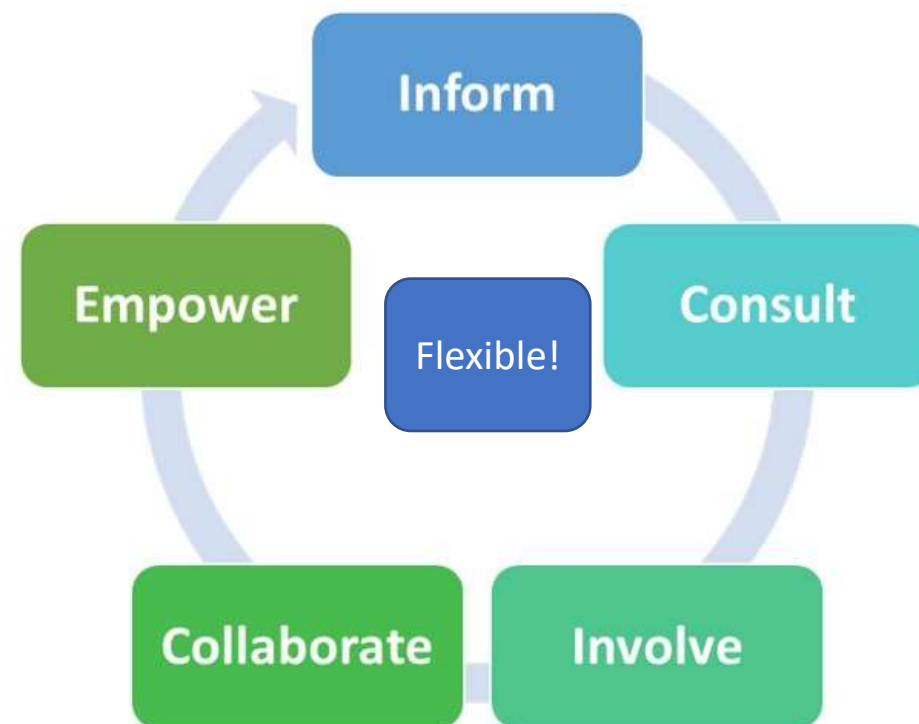 Inform
Consult
Involve
Collaborate
Empower
Flexible!